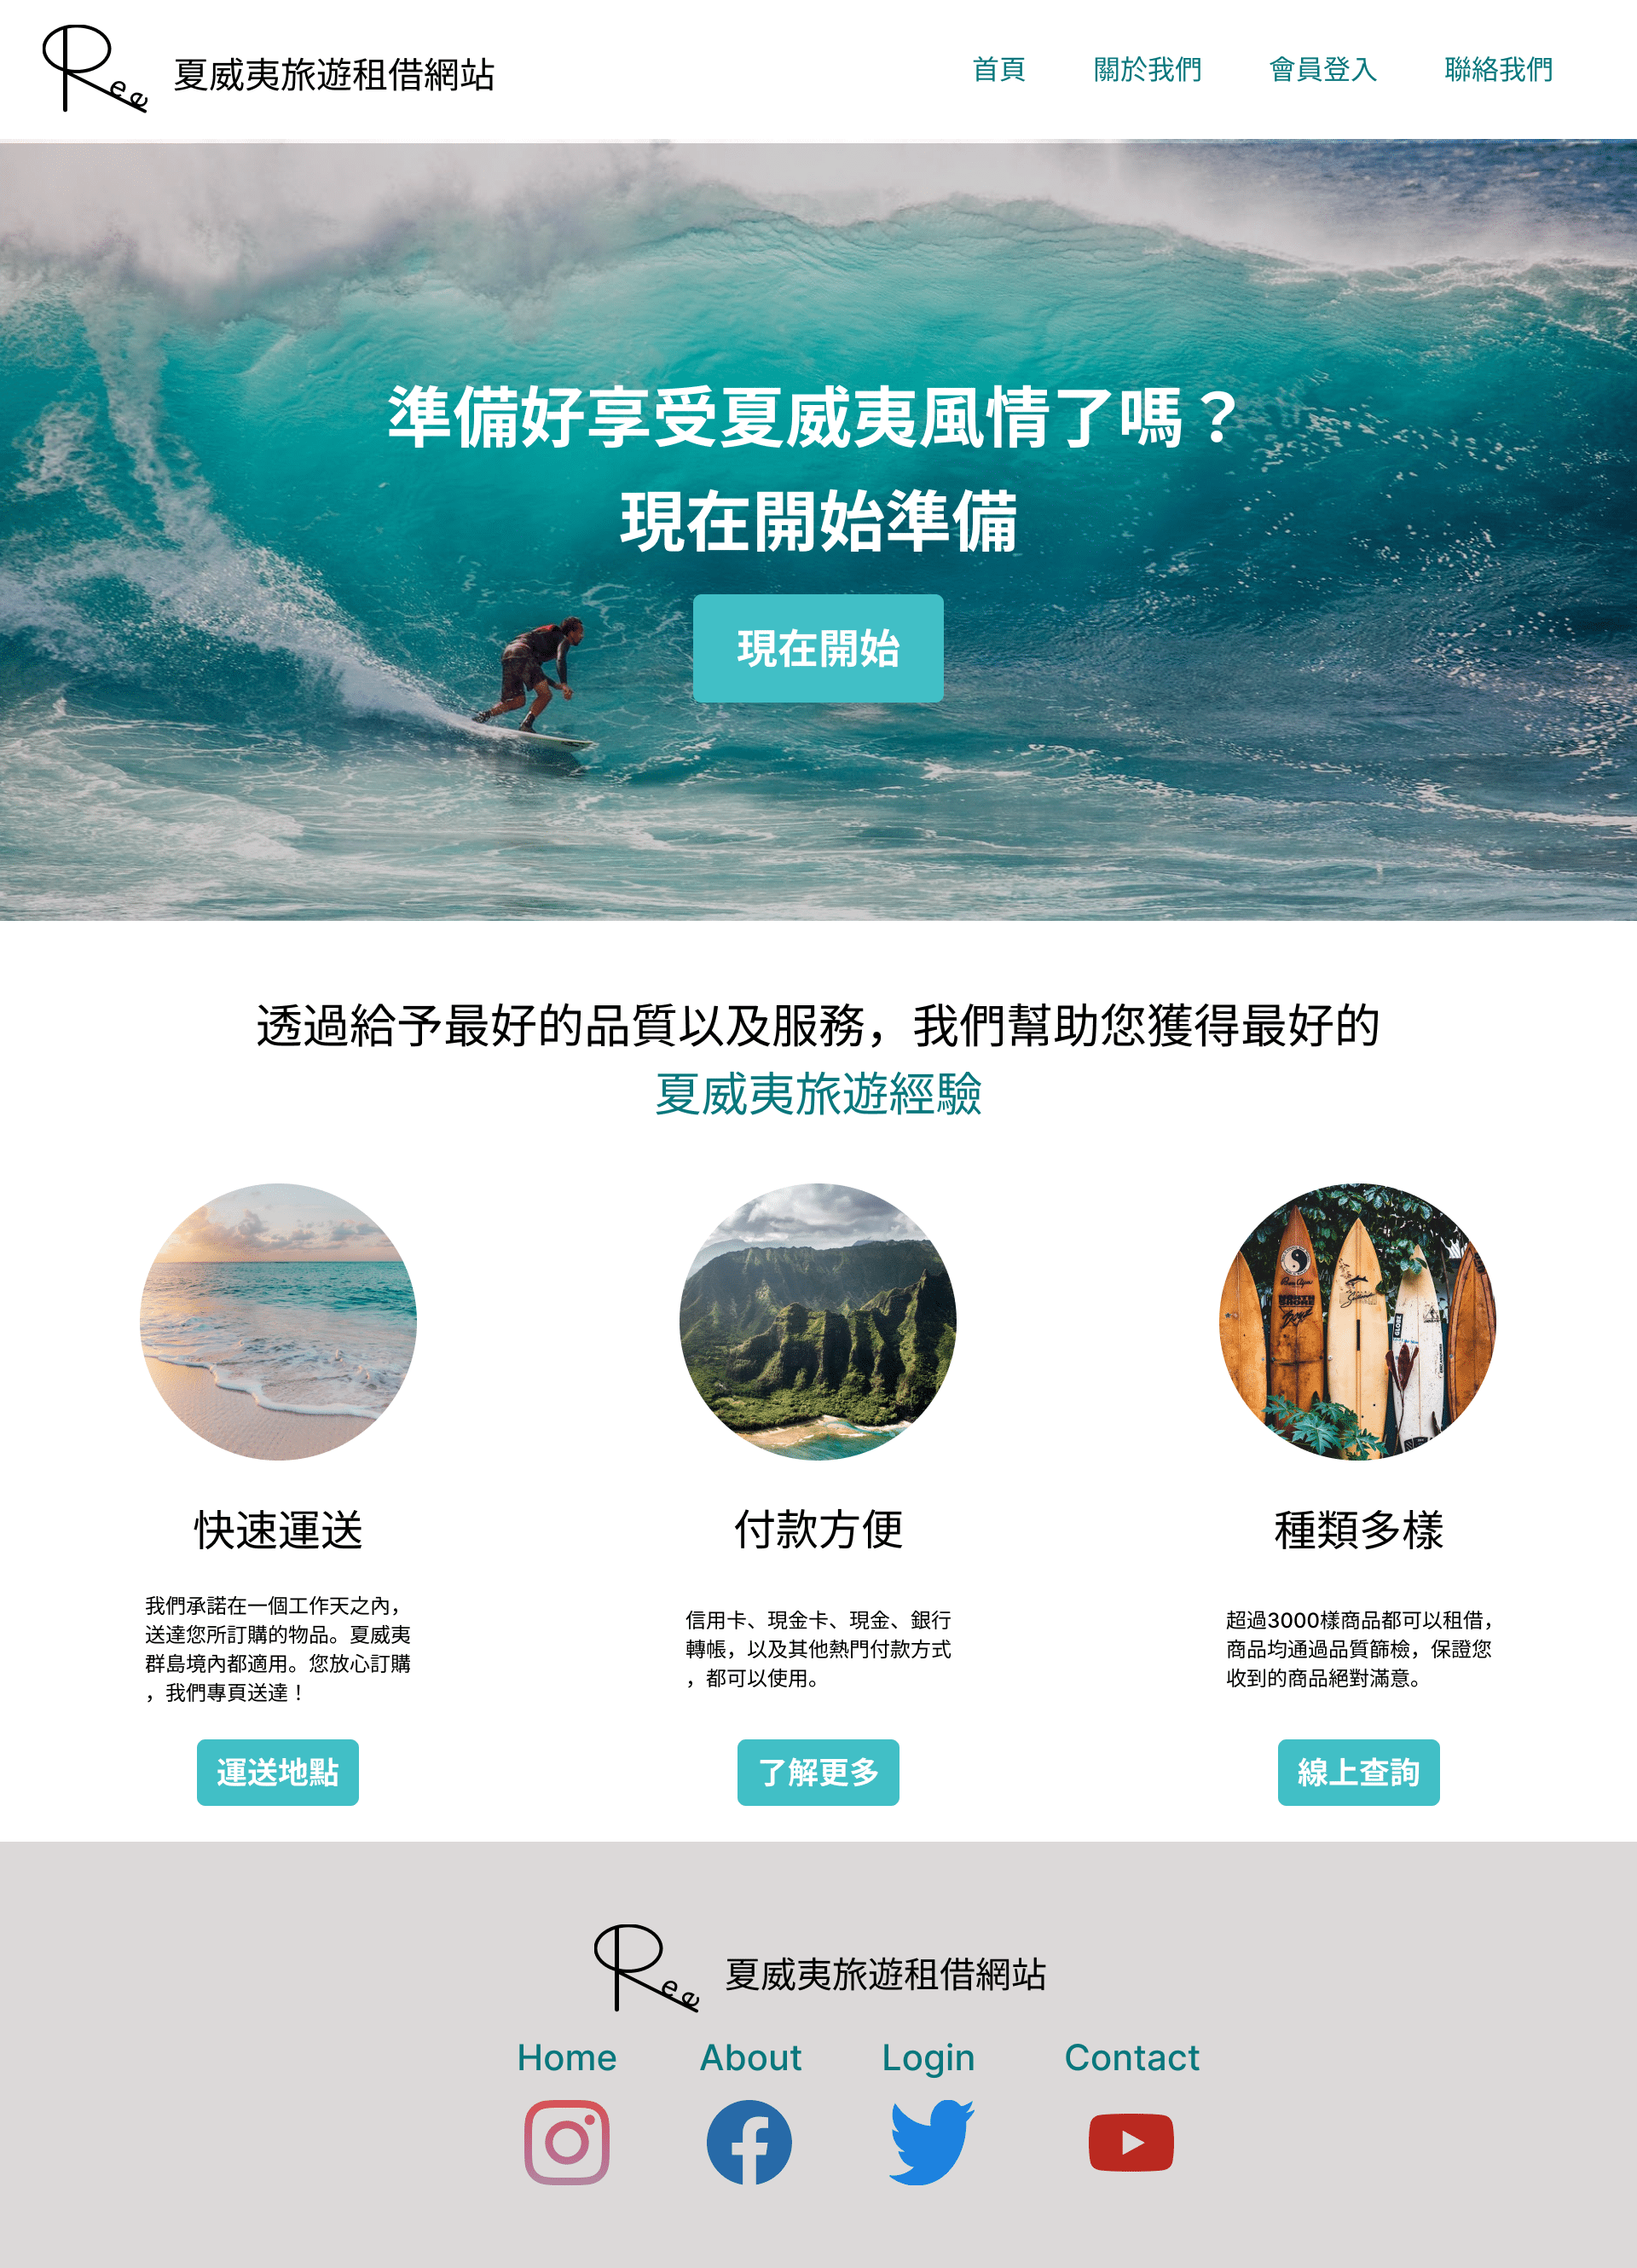 Ree 夏威夷旅遊租借網站
首頁 關於我們 會員登入 聯絡我們
準備好享受夏威夷風情了嗎？
現在開始準備
現在開始
透過給予最好的品質以及服務，我們幫助您獲得最好的
夏威夷旅遊經驗
快速運送
我們承諾在一個工作天之內，
送達您所訂購的物品。夏威夷
群島境內都適用。您放心訂購
，我們專頁送達！
運送地點
付款方便
信用卡、現金卡、現金、銀行
轉帳，以及其他熱門付款方式
，都可以使用。
了解更多
種類多樣
超過3000樣商品都可以租借，
商品均通過品質篩檢，保證您
收到的商品絕對滿意。
線上查詢
Ree 夏威夷旅遊租借網站
Home About Login Contact